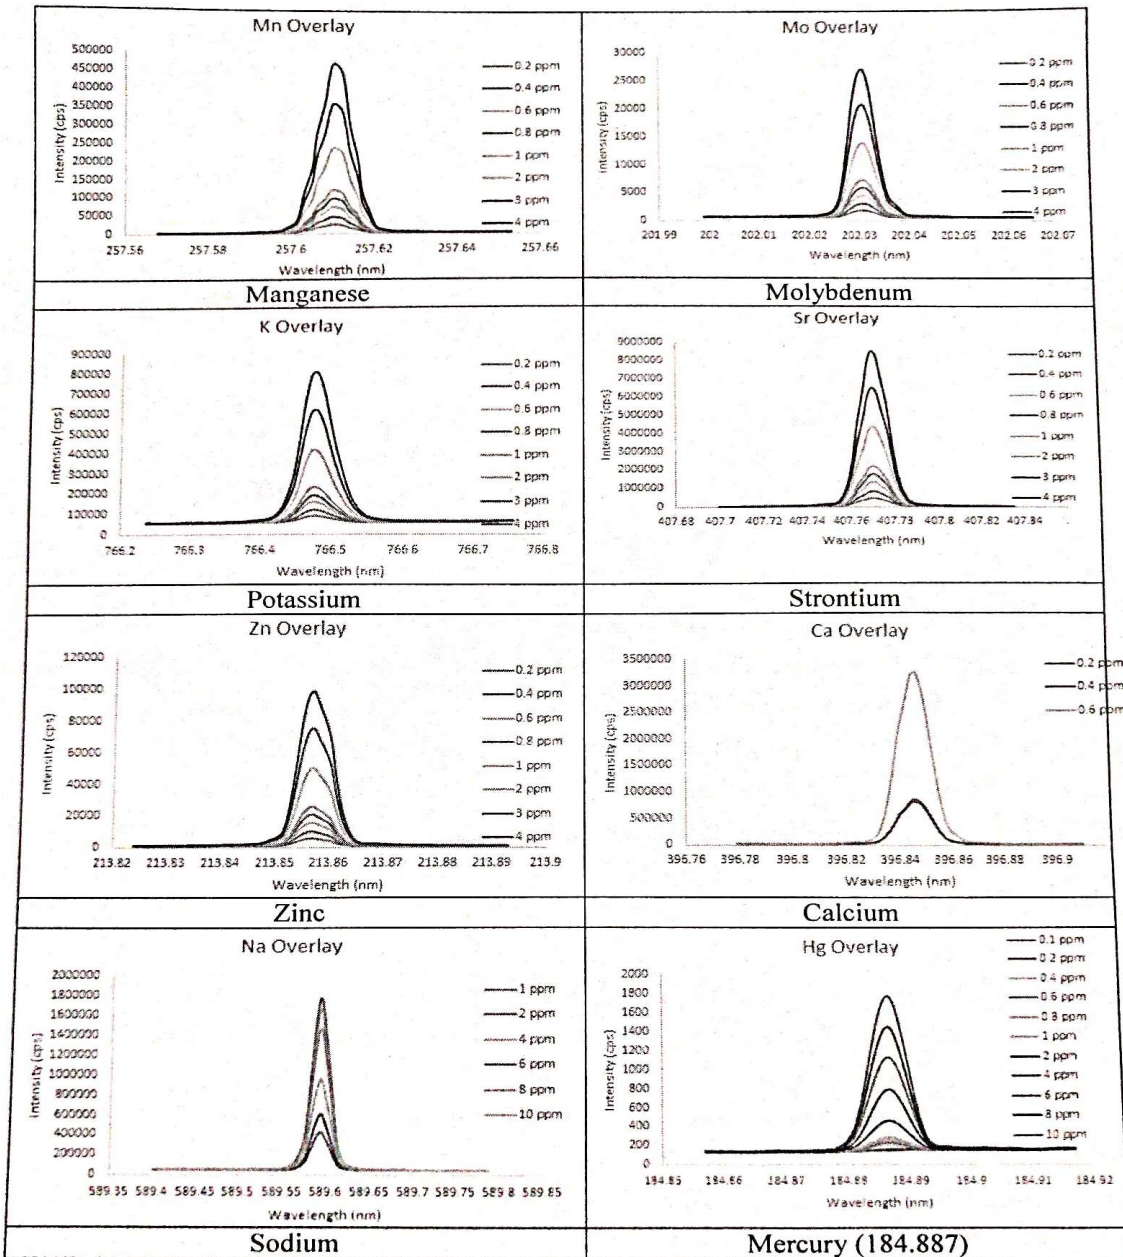 Mn Overlay
500000
450000
400000
350000
300000
250000
200000
150000
100000
50000
0
Intensity (cps)
257.56 257.58 257.6 257.62 257.64 257.66
Wavelength (nm)
0.2 ppm
0.4 ppm
0.6 ppm
0.8 ppm
1 ppm
2 ppm
3 ppm
4 ppm
Manganese
Mo Overlay
30000
25000
20000
15000
10000
5000
0
Intensity (cps)
201.99 202 202.01 202.02 202.03 202.04 202.05 202.06 202.07
Wavelength (nm)
0.2 ppm
0.4 ppm
0.6 ppm
0.8 ppm
1 ppm
2 ppm
3 ppm
4 ppm
Molybdenum
K Overlay
900000
800000
700000
600000
500000
400000
300000
200000
100000
0
Intensity (cps)
766.2 766.3 766.4 766.5 766.6 766.7 766.8
Wavelength (nm)
0.2 ppm
0.4 ppm
0.6 ppm
0.8 ppm
1 ppm
2 ppm
3 ppm
4 ppm
Potassium
Sr Overlay
9000000
8000000
7000000
6000000
5000000
4000000
3000000
2000000
1000000
0
Intensity (cps)
407.68 407.7 407.72 407.74 407.76 407.78 407.8 407.82 407.84
Wavelength (nm)
0.2 ppm
0.4 ppm
0.6 ppm
0.8 ppm
1 ppm
2 ppm
3 ppm
4 ppm
Strontium
Zn Overlay
120000
100000
80000
60000
40000
20000
0
Intensity (cps)
213.82 213.83 213.84 213.85 213.86 213.87 213.88 213.89 213.9
Wavelength (nm)
0.2 ppm
0.4 ppm
0.6 ppm
0.8 ppm
1 ppm
2 ppm
3 ppm
4 ppm
Zinc
Ca Overlay
3500000
3000000
2500000
2000000
1500000
1000000
500000
0
Intensity (cps)
396.76 396.78 396.8 396.82 396.84 396.86 396.88 396.9
Wavelength (nm)
0.2 ppm
0.4 ppm
0.6 ppm
Calcium
Na Overlay
2000000
1800000
1600000
1400000
1200000
1000000
800000
600000
400000
200000
0
Intensity (cps)
589.35 589.4 589.45 589.5 589.55 589.6 589.65 589.7 589.75 589.8 589.85
Wavelength (nm)
1 ppm
2 ppm
4 ppm
6 ppm
8 ppm
10 ppm
Sodium
Hg Overlay
2000
1800
1600
1400
1200
1000
800
600
400
200
0
Intensity (cps)
184.85 184.86 184.87 184.88 184.89 184.9 184.91 184.92
Wavelength (nm)
0.1 ppm
0.2 ppm
0.4 ppm
0.6 ppm
0.8 ppm
1 ppm
2 ppm
4 ppm
6 ppm
8 ppm
10 ppm
Mercury (184.887)